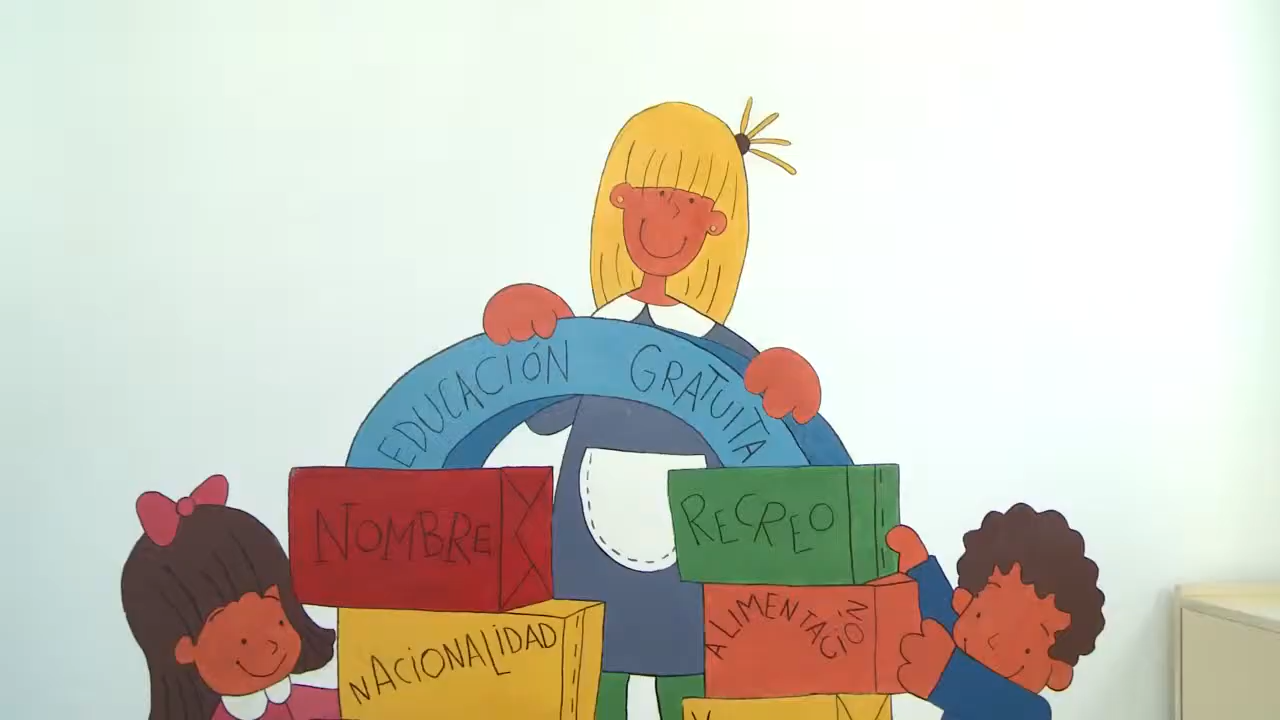 EDUCACIÓN GRATUITA
NOMBRE
RECREO
NACIONALIDAD
ALIMENTACIÓN